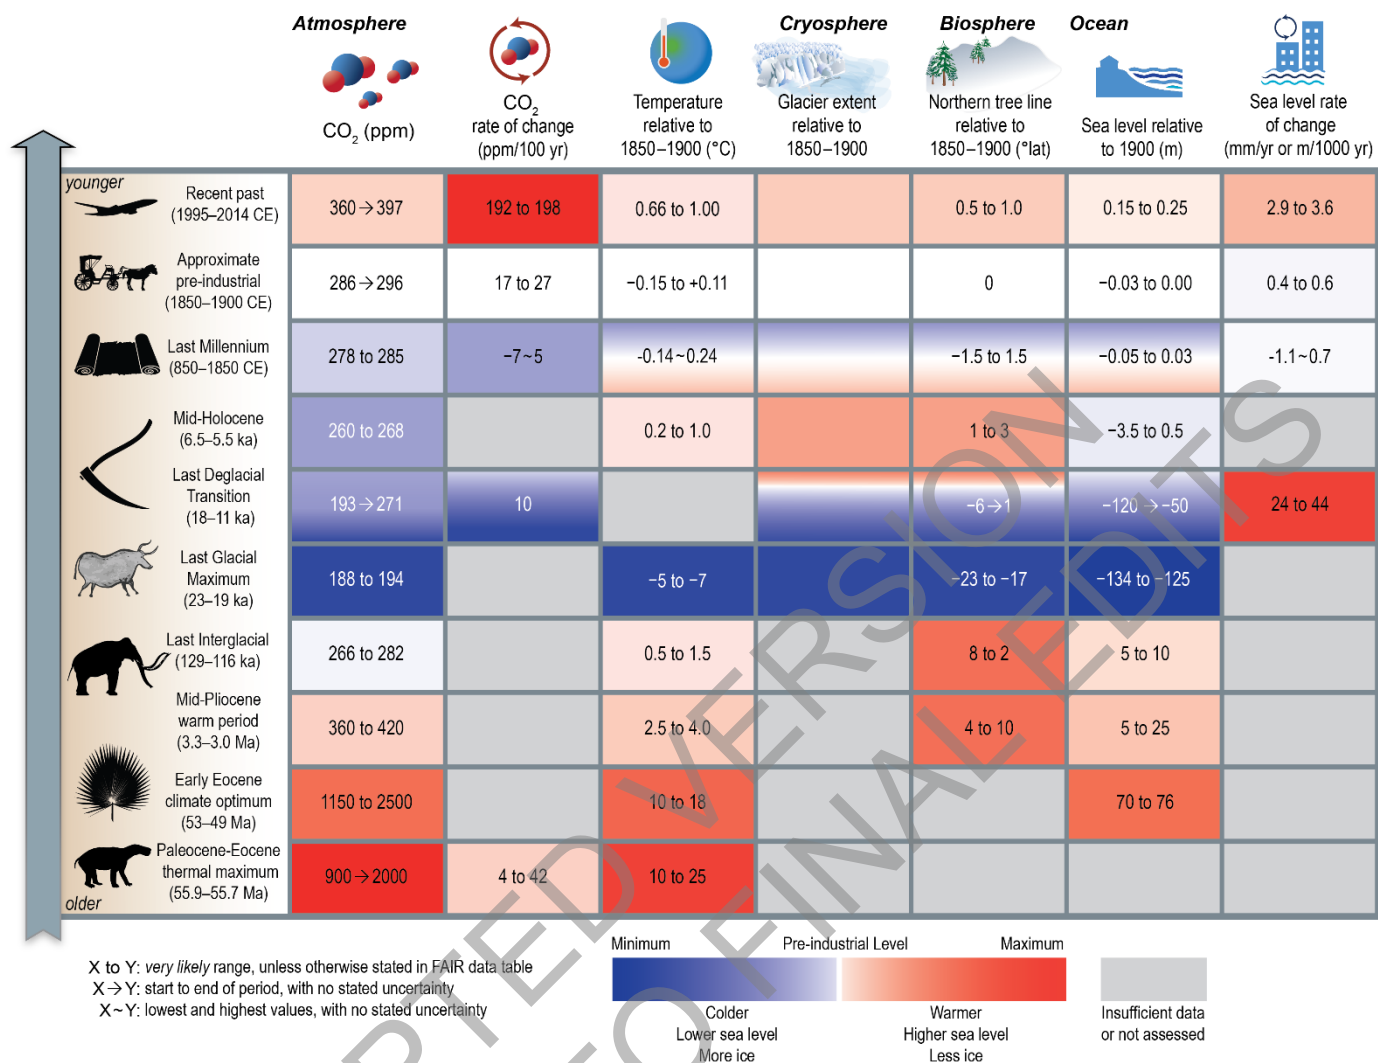 Atmosphere
Cryosphere
Biosphere
Ocean
CO2 (ppm)
CO2
rate of change
(ppm/100 yr)
Temperature
relative to
1850–1900 (°C)
Glacier extent
relative to
1850–1900
Northern tree line
relative to
1850–1900 (°lat)
Sea level relative
to 1900 (m)
Sea level rate
of change
(mm/yr or m/1000 yr)
younger
Recent past
(1995–2014 CE)
360→397
192 to 198
0.66 to 1.00
0.5 to 1.0
0.15 to 0.25
2.9 to 3.6
Approximate
pre-industrial
(1850–1900 CE)
286→296
17 to 27
−0.15 to +0.11
0
−0.03 to 0.00
0.4 to 0.6
Last Millennium
(850–1850 CE)
278 to 285
−7~5
-0.14~0.24
−1.5 to 1.5
−0.05 to 0.03
-1.1~0.7
Mid-Holocene
(6.5–5.5 ka)
260 to 268
0.2 to 1.0
1 to 3
−3.5 to 0.5
Last Deglacial
Transition
(18–11 ka)
193→271
10
−6→1
−120→−50
24 to 44
Last Glacial
Maximum
(23–19 ka)
188 to 194
−5 to −7
−23 to −17
−134 to −125
Last Interglacial
(129–116 ka)
266 to 282
0.5 to 1.5
8 to 2
5 to 10
Mid-Pliocene
warm period
(3.3–3.0 Ma)
360 to 420
2.5 to 4.0
4 to 10
5 to 25
Early Eocene
climate optimum
(53–49 Ma)
1150 to 2500
10 to 18
70 to 76
Paleocene-Eocene
thermal maximum
(55.9–55.7 Ma)
900→2000
4 to 42
10 to 25
older
X to Y: very likely range, unless otherwise stated in FAIR data table
X→Y: start to end of period, with no stated uncertainty
X~Y: lowest and highest values, with no stated uncertainty
Minimum
Pre-industrial Level
Maximum
Colder
Lower sea level
More ice
Warmer
Higher sea level
Less ice
Insufficient data
or not assessed
PTED VERSION
TO FINAL EDITS